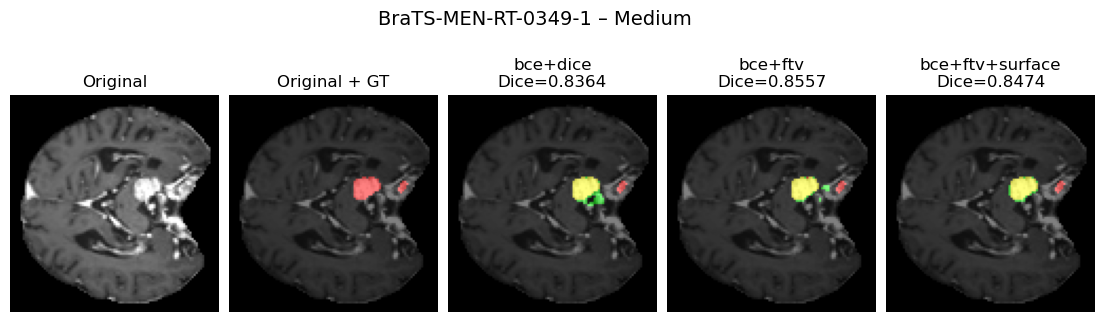 BraTS-MEN-RT-0349-1 – Medium
Original
Original + GT
bce+dice
Dice=0.8364
bce+ftv
Dice=0.8557
bce+ftv+surface
Dice=0.8474